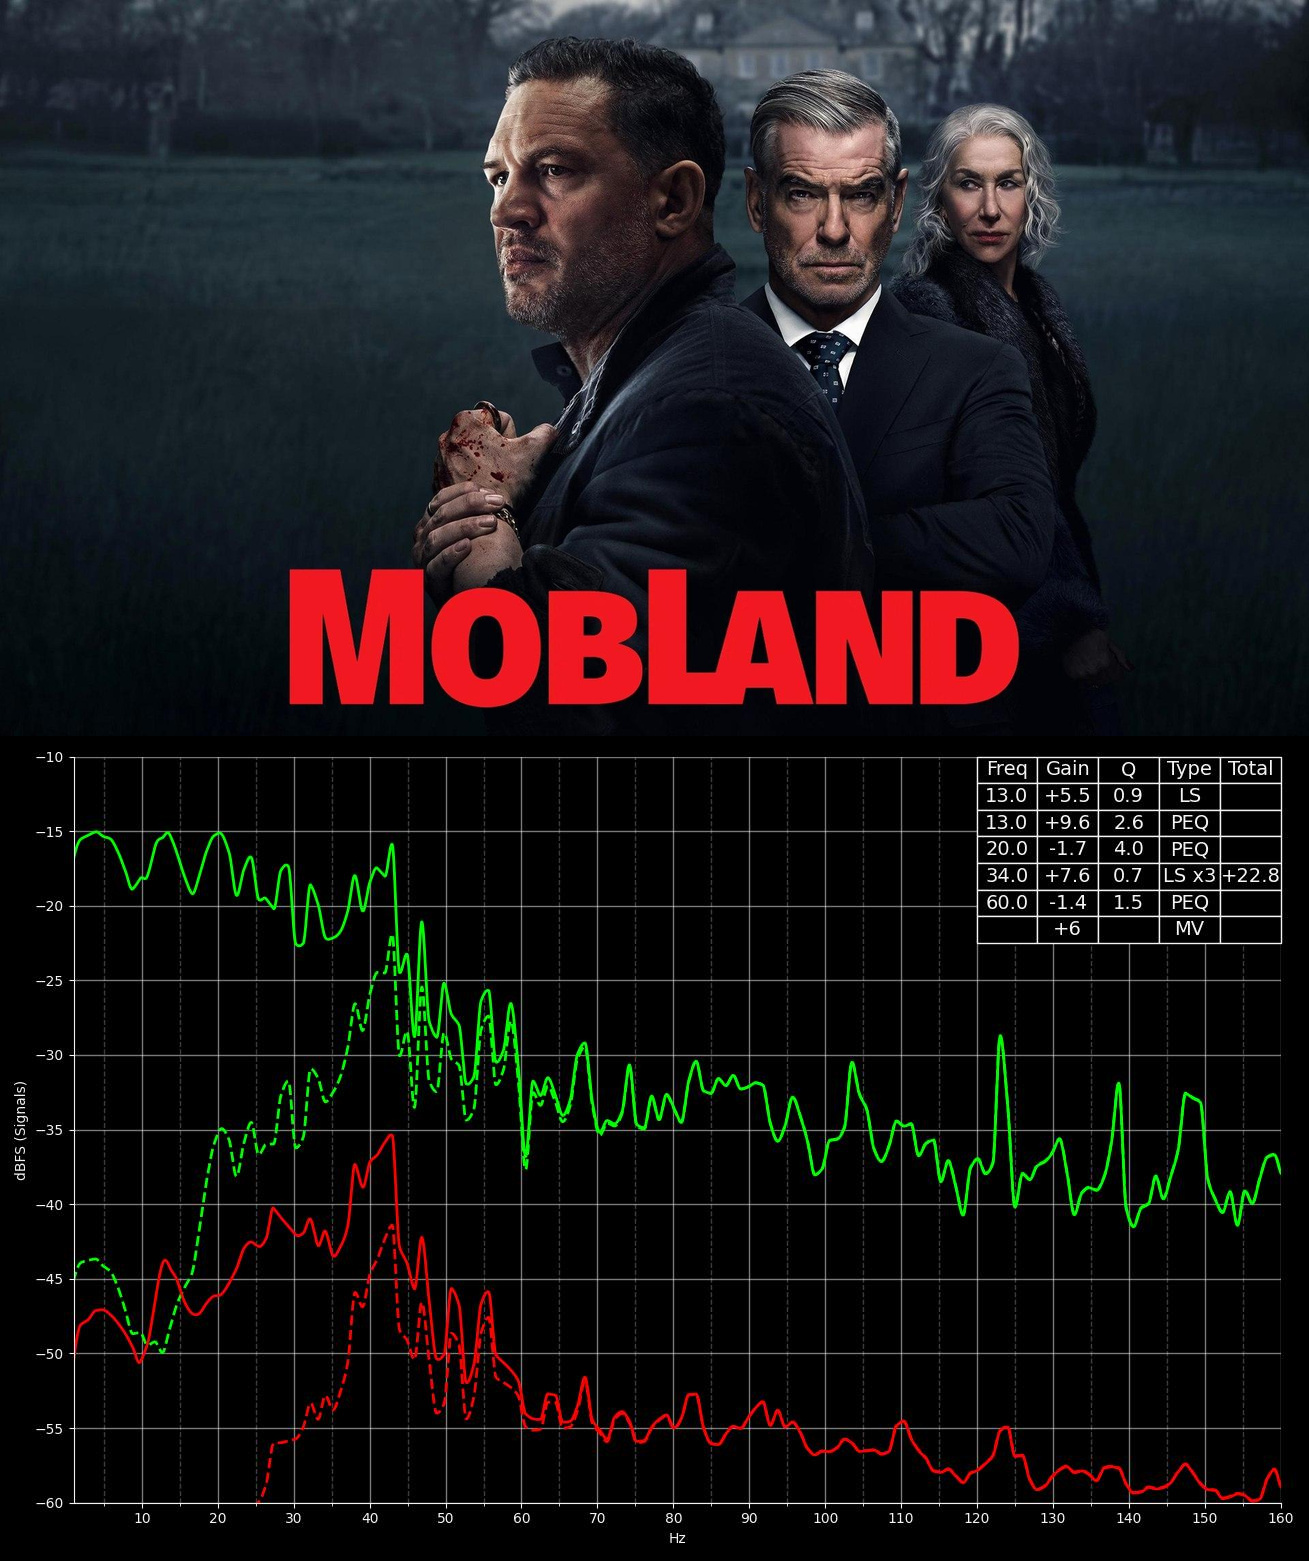 MOBLAND
−10
−15
−20
−25
−30
−35
−40
−45
−50
−55
−60
dBFS (Signals)
Freq Gain Q Type Total
13.0 +5.5 0.9 LS
13.0 +9.6 2.6 PEQ
20.0 -1.7 4.0 PEQ
34.0 +7.6 0.7 LS x3 +22.8
60.0 -1.4 1.5 PEQ
+6 MV
10 20 30 40 50 60 70 80 90 100 110 120 130 140 150 160
Hz